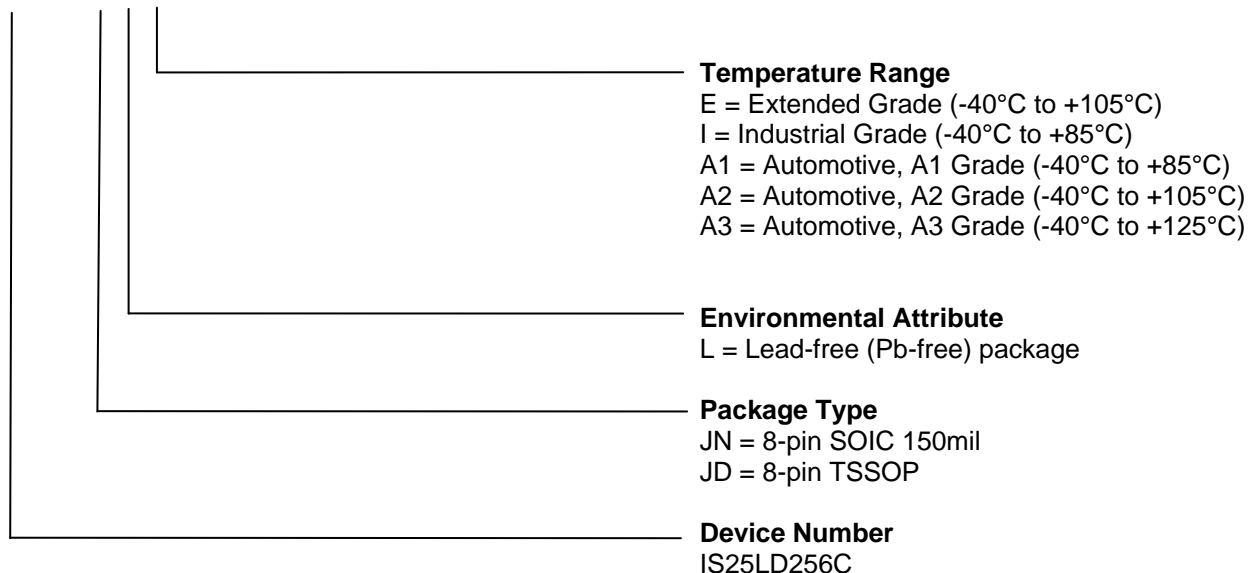 Temperature Range
E = Extended Grade (-40°C to +105°C)
I = Industrial Grade (-40°C to +85°C)
A1 = Automotive, A1 Grade (-40°C to +85°C)
A2 = Automotive, A2 Grade (-40°C to +105°C)
A3 = Automotive, A3 Grade (-40°C to +125°C)
Environmental Attribute
L = Lead-free (Pb-free) package
Package Type
JN = 8-pin SOIC 150mil
JD = 8-pin TSSOP
Device Number
IS25LD256C